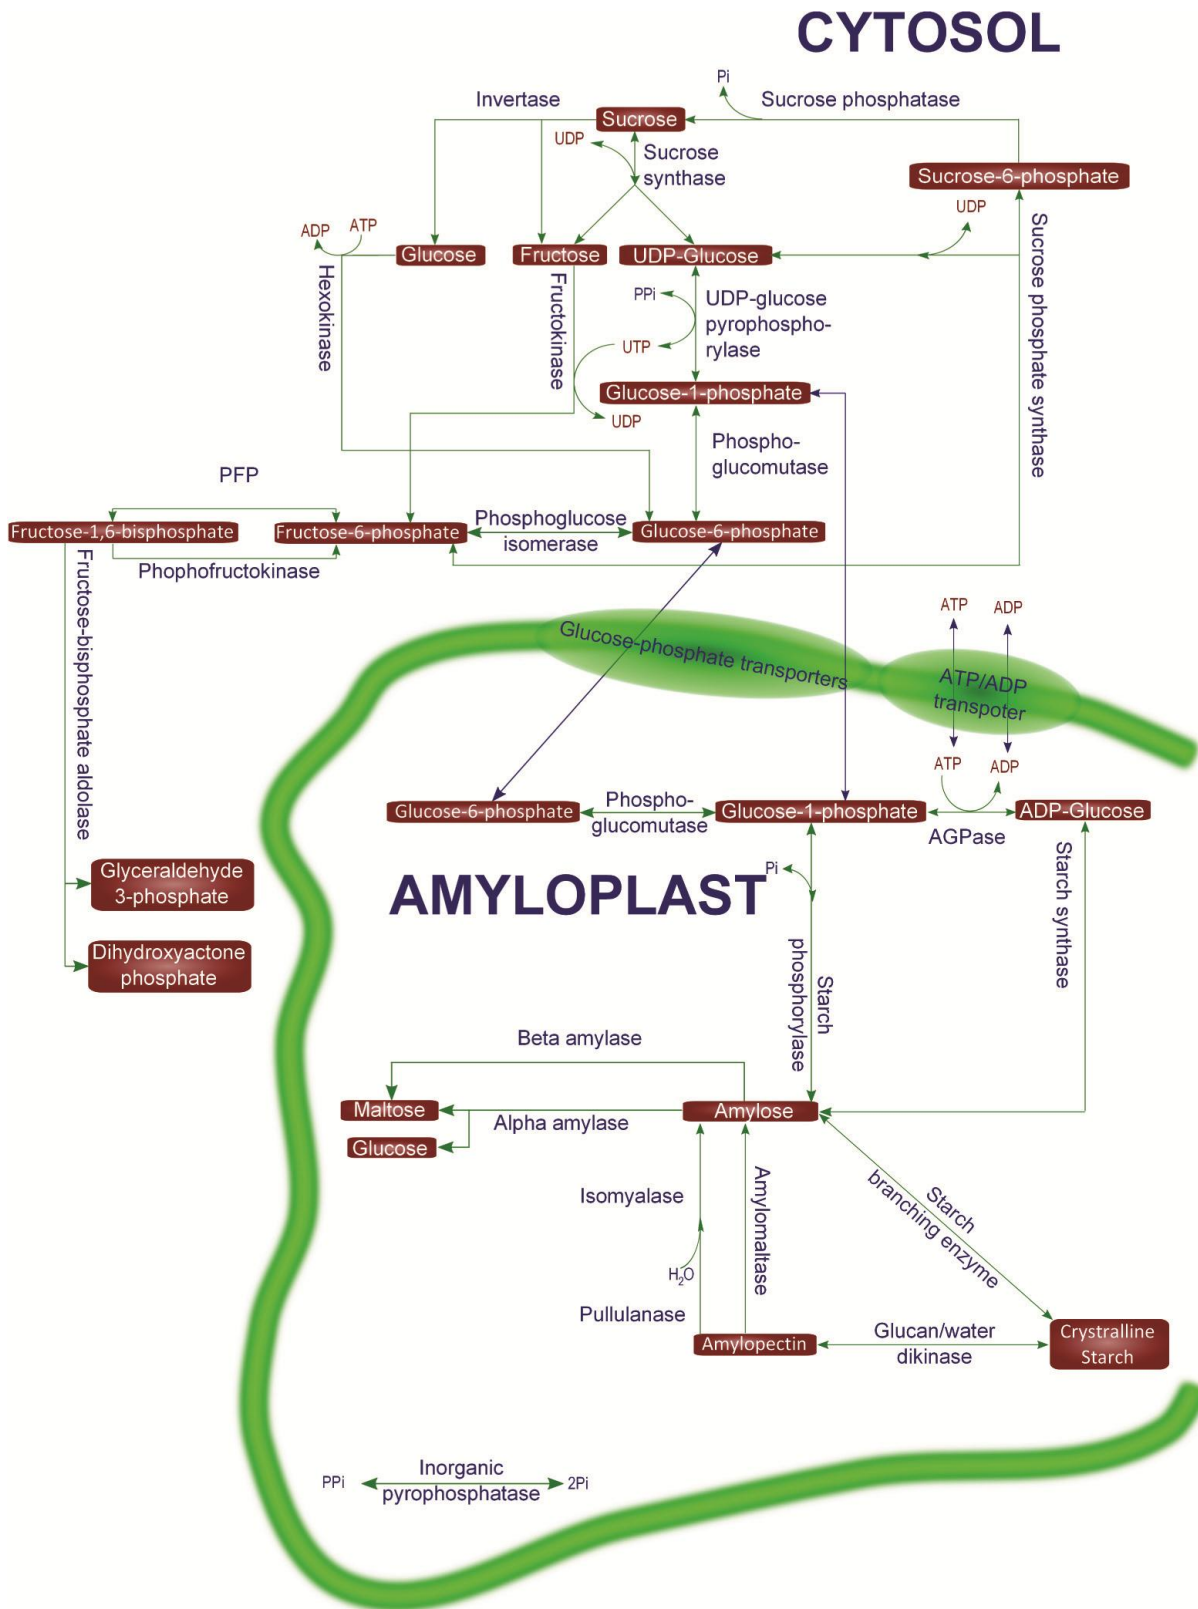 CYTOSOL
Pi
Invertase
Sucrose phosphatase
Sucrose
UDP
Sucrose
synthase
Sucrose-6-phosphate
UDP
ADP
ATP
Glucose
Fructose
UDP-Glucose
Hexokinase
Fructokinase
PPi
UDP-glucose
pyrophospho-
rylase
UTP
Sucrose phosphate synthase
Glucose-1-phosphate
UDP
Phospho-
glucomutase
PFP
Fructose-1,6-bisphosphate
Fructose-6-phosphate
Phosphoglucose
isomerase
Glucose-6-phosphate
Phophofructokinase
Fructose-bisphosphate aldolase
ATP
ADP
Glucose-phosphate transporters
ATP/ADP
transpoter
ATP
ADP
Glucose-6-phosphate
Phospho-
glucomutase
Glucose-1-phosphate
AGPase
ADP-Glucose
Glyceraldehyde
3-phosphate
Pi
AMYLOPLAST
Starch synthase
Dihydroxyactone
phosphate
Starch
phosphorylase
Beta amylase
Maltose
Alpha amylase
Amylose
Glucose
Isomyalase
Amylomaltase
Starch
branching enzyme
H₂O
Pullulanase
Amylopectin
Glucan/water
dikinase
Crystralline
Starch
PPi
Inorganic
pyrophosphatase
2Pi